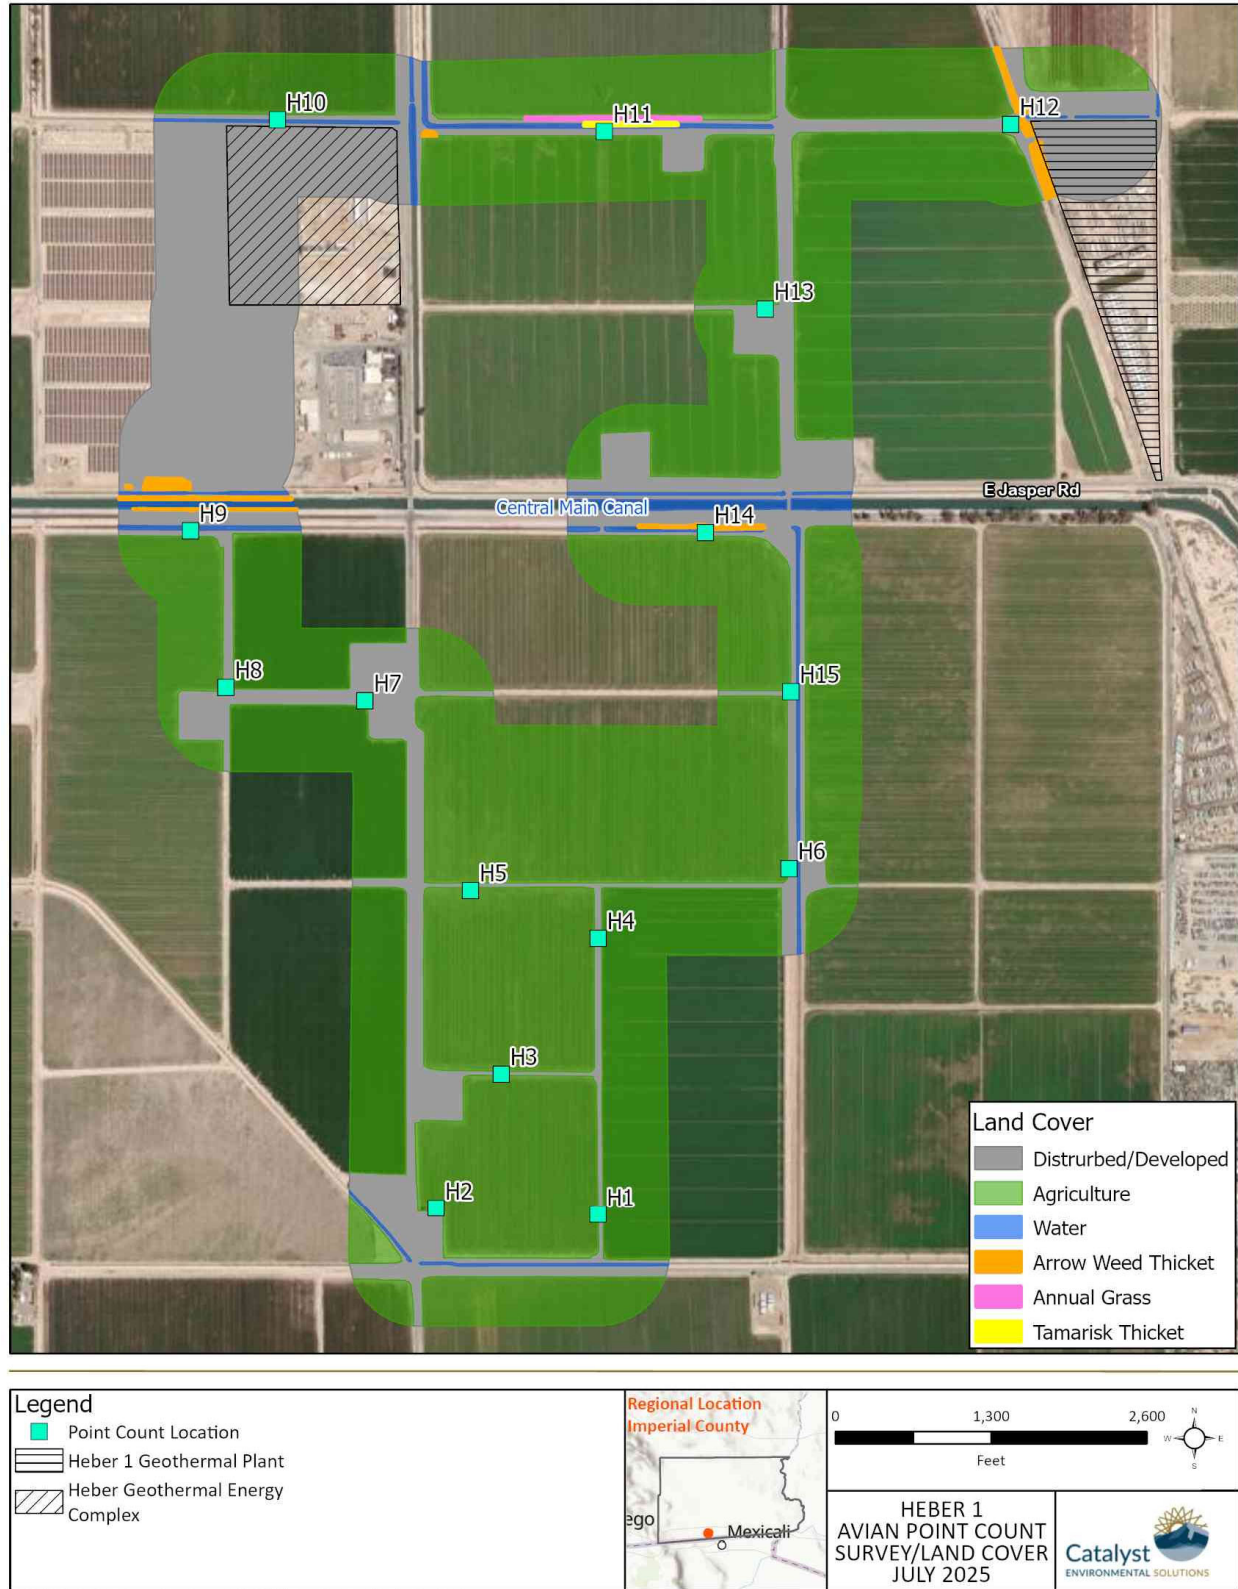 H10
H11
H12
H13
E Jasper Rd
Central Main Canal
H9
H14
H8
H7
H15
H6
H5
H4
H3
H2
H1
Land Cover
Distrurbed/Developed
Agriculture
Water
Arrow Weed Thicket
Annual Grass
Tamarisk Thicket
Legend
Point Count Location
Heber 1 Geothermal Plant
Heber Geothermal Energy
Complex
Regional Location
Imperial County
ego
Mexicali
0 1,300 2,600
Feet
N
W E
S
HEBER 1
AVIAN POINT COUNT
SURVEY/LAND COVER
JULY 2025
Catalyst
ENVIRONMENTAL SOLUTIONS